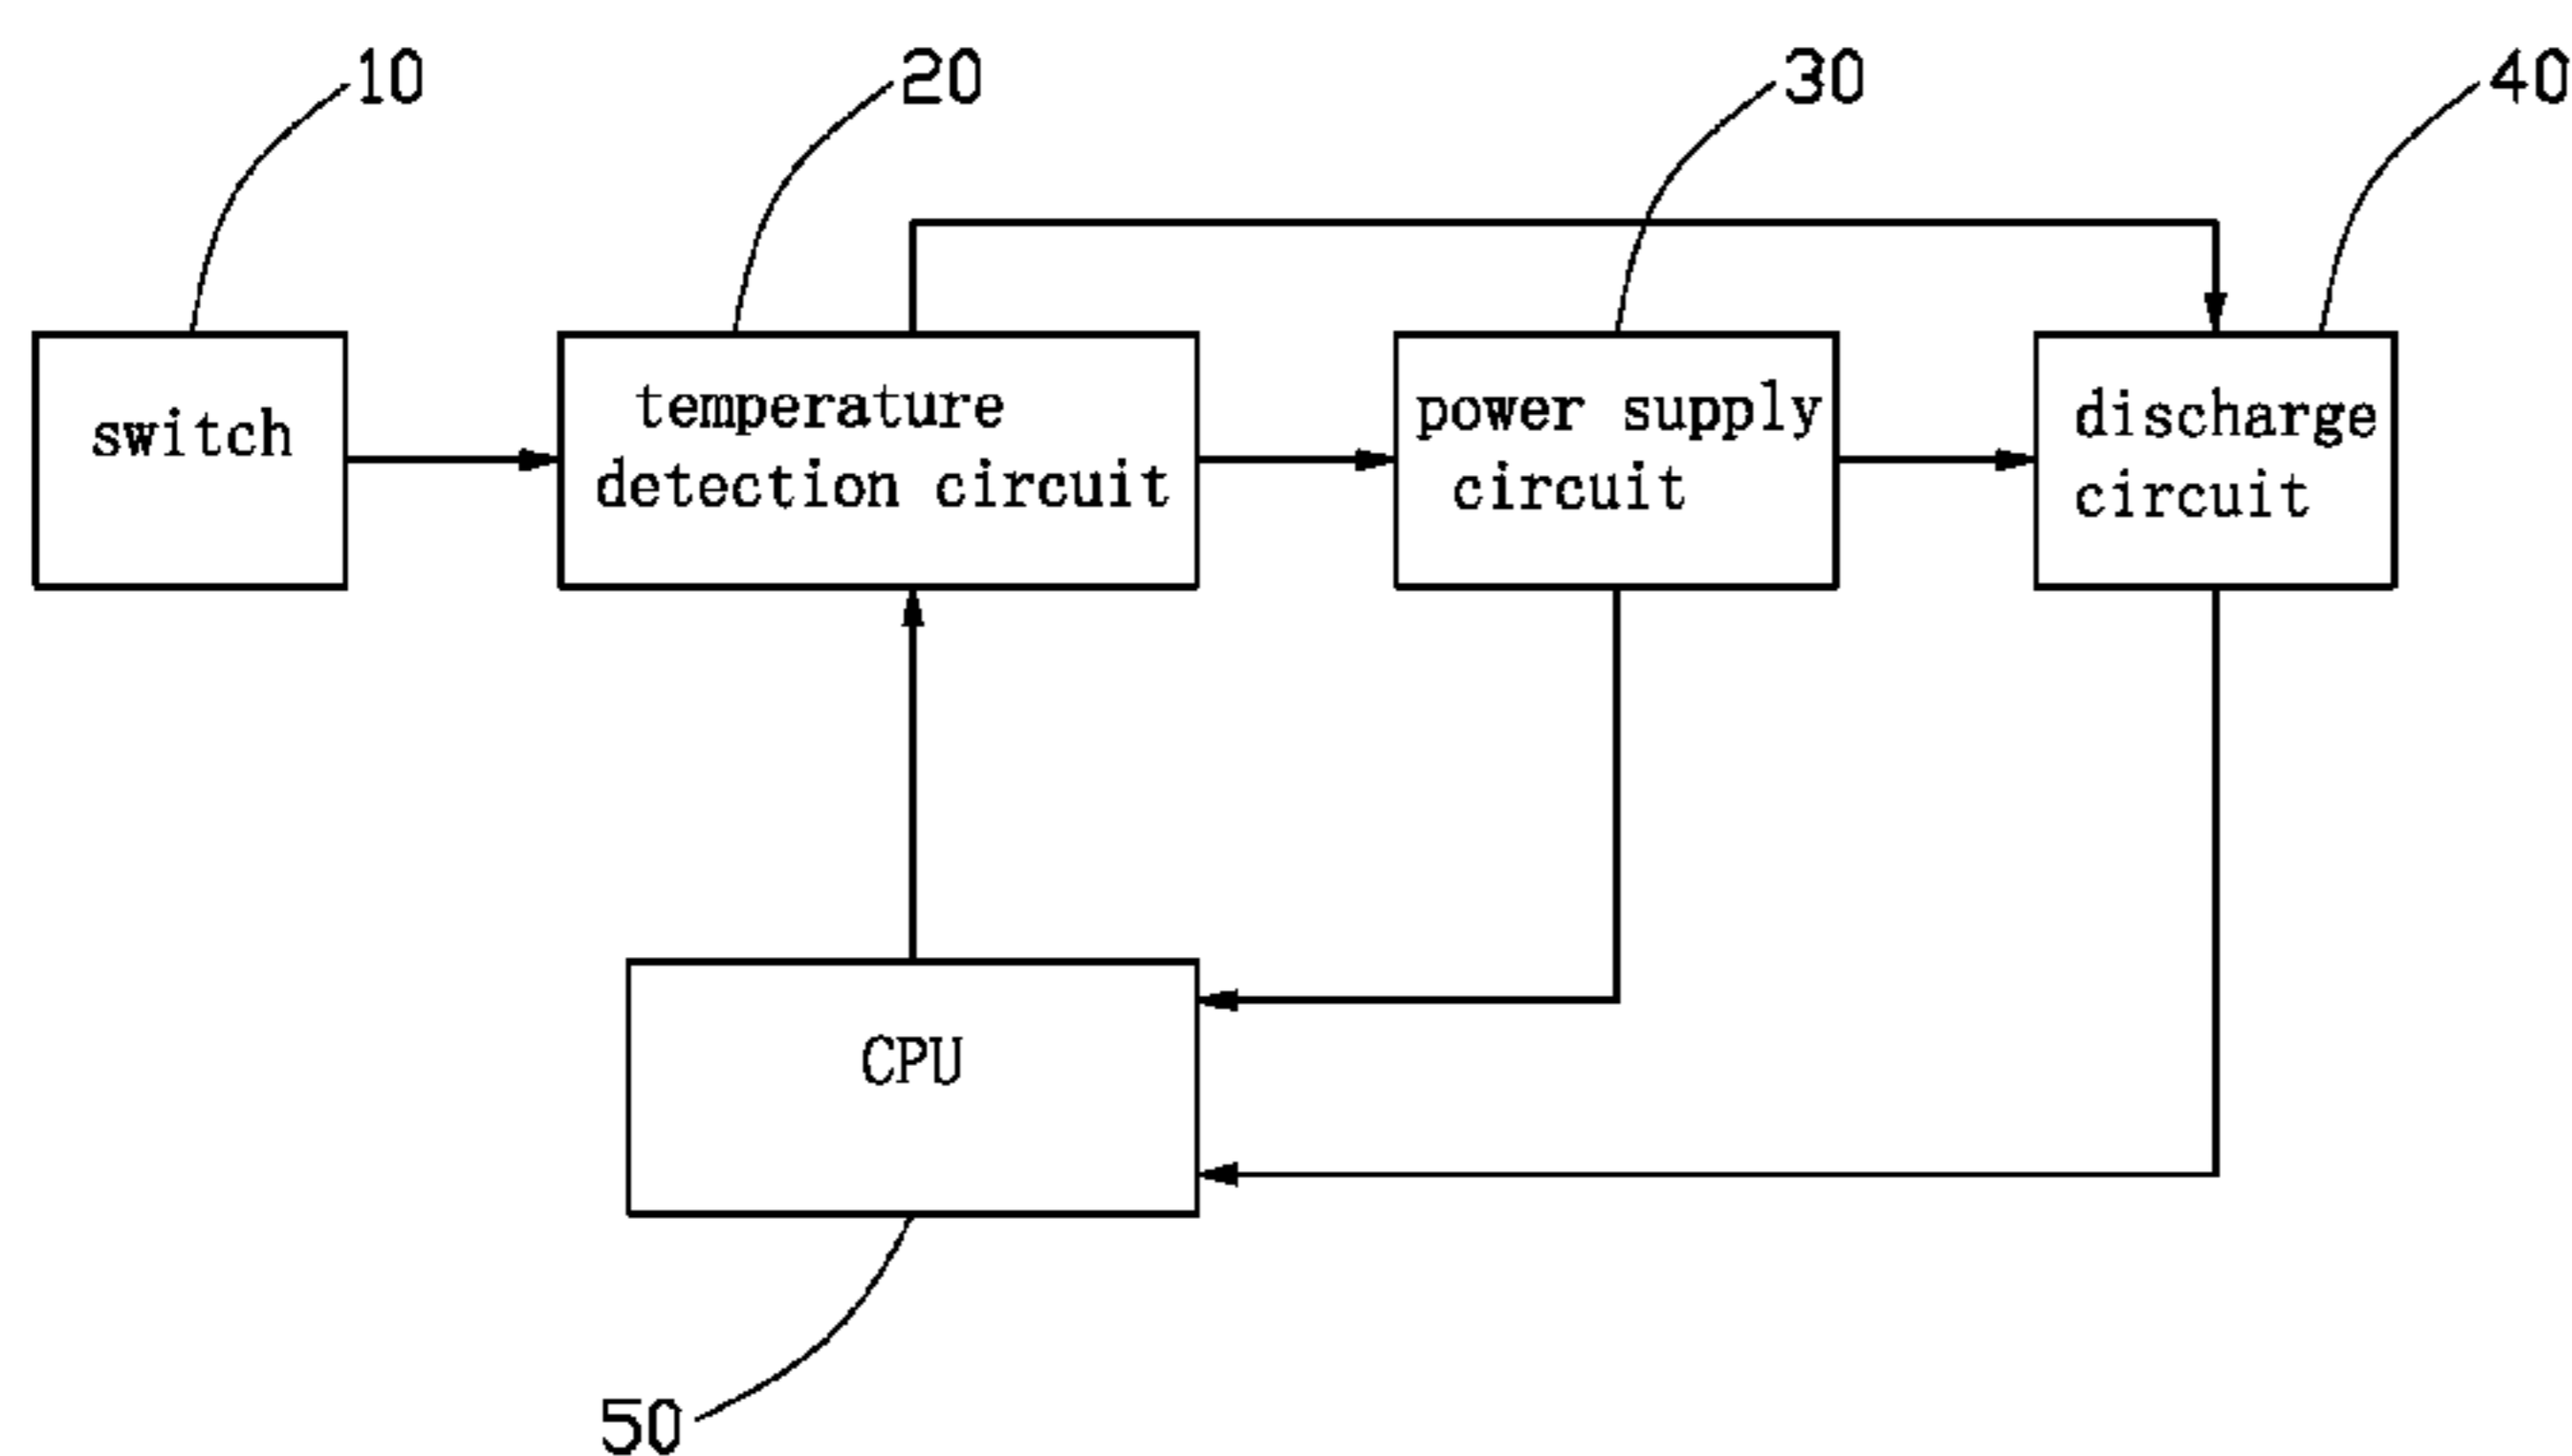 10
20
30
40
switch
temperature
detection circuit
power supply
circuit
discharge
circuit
CPU
50